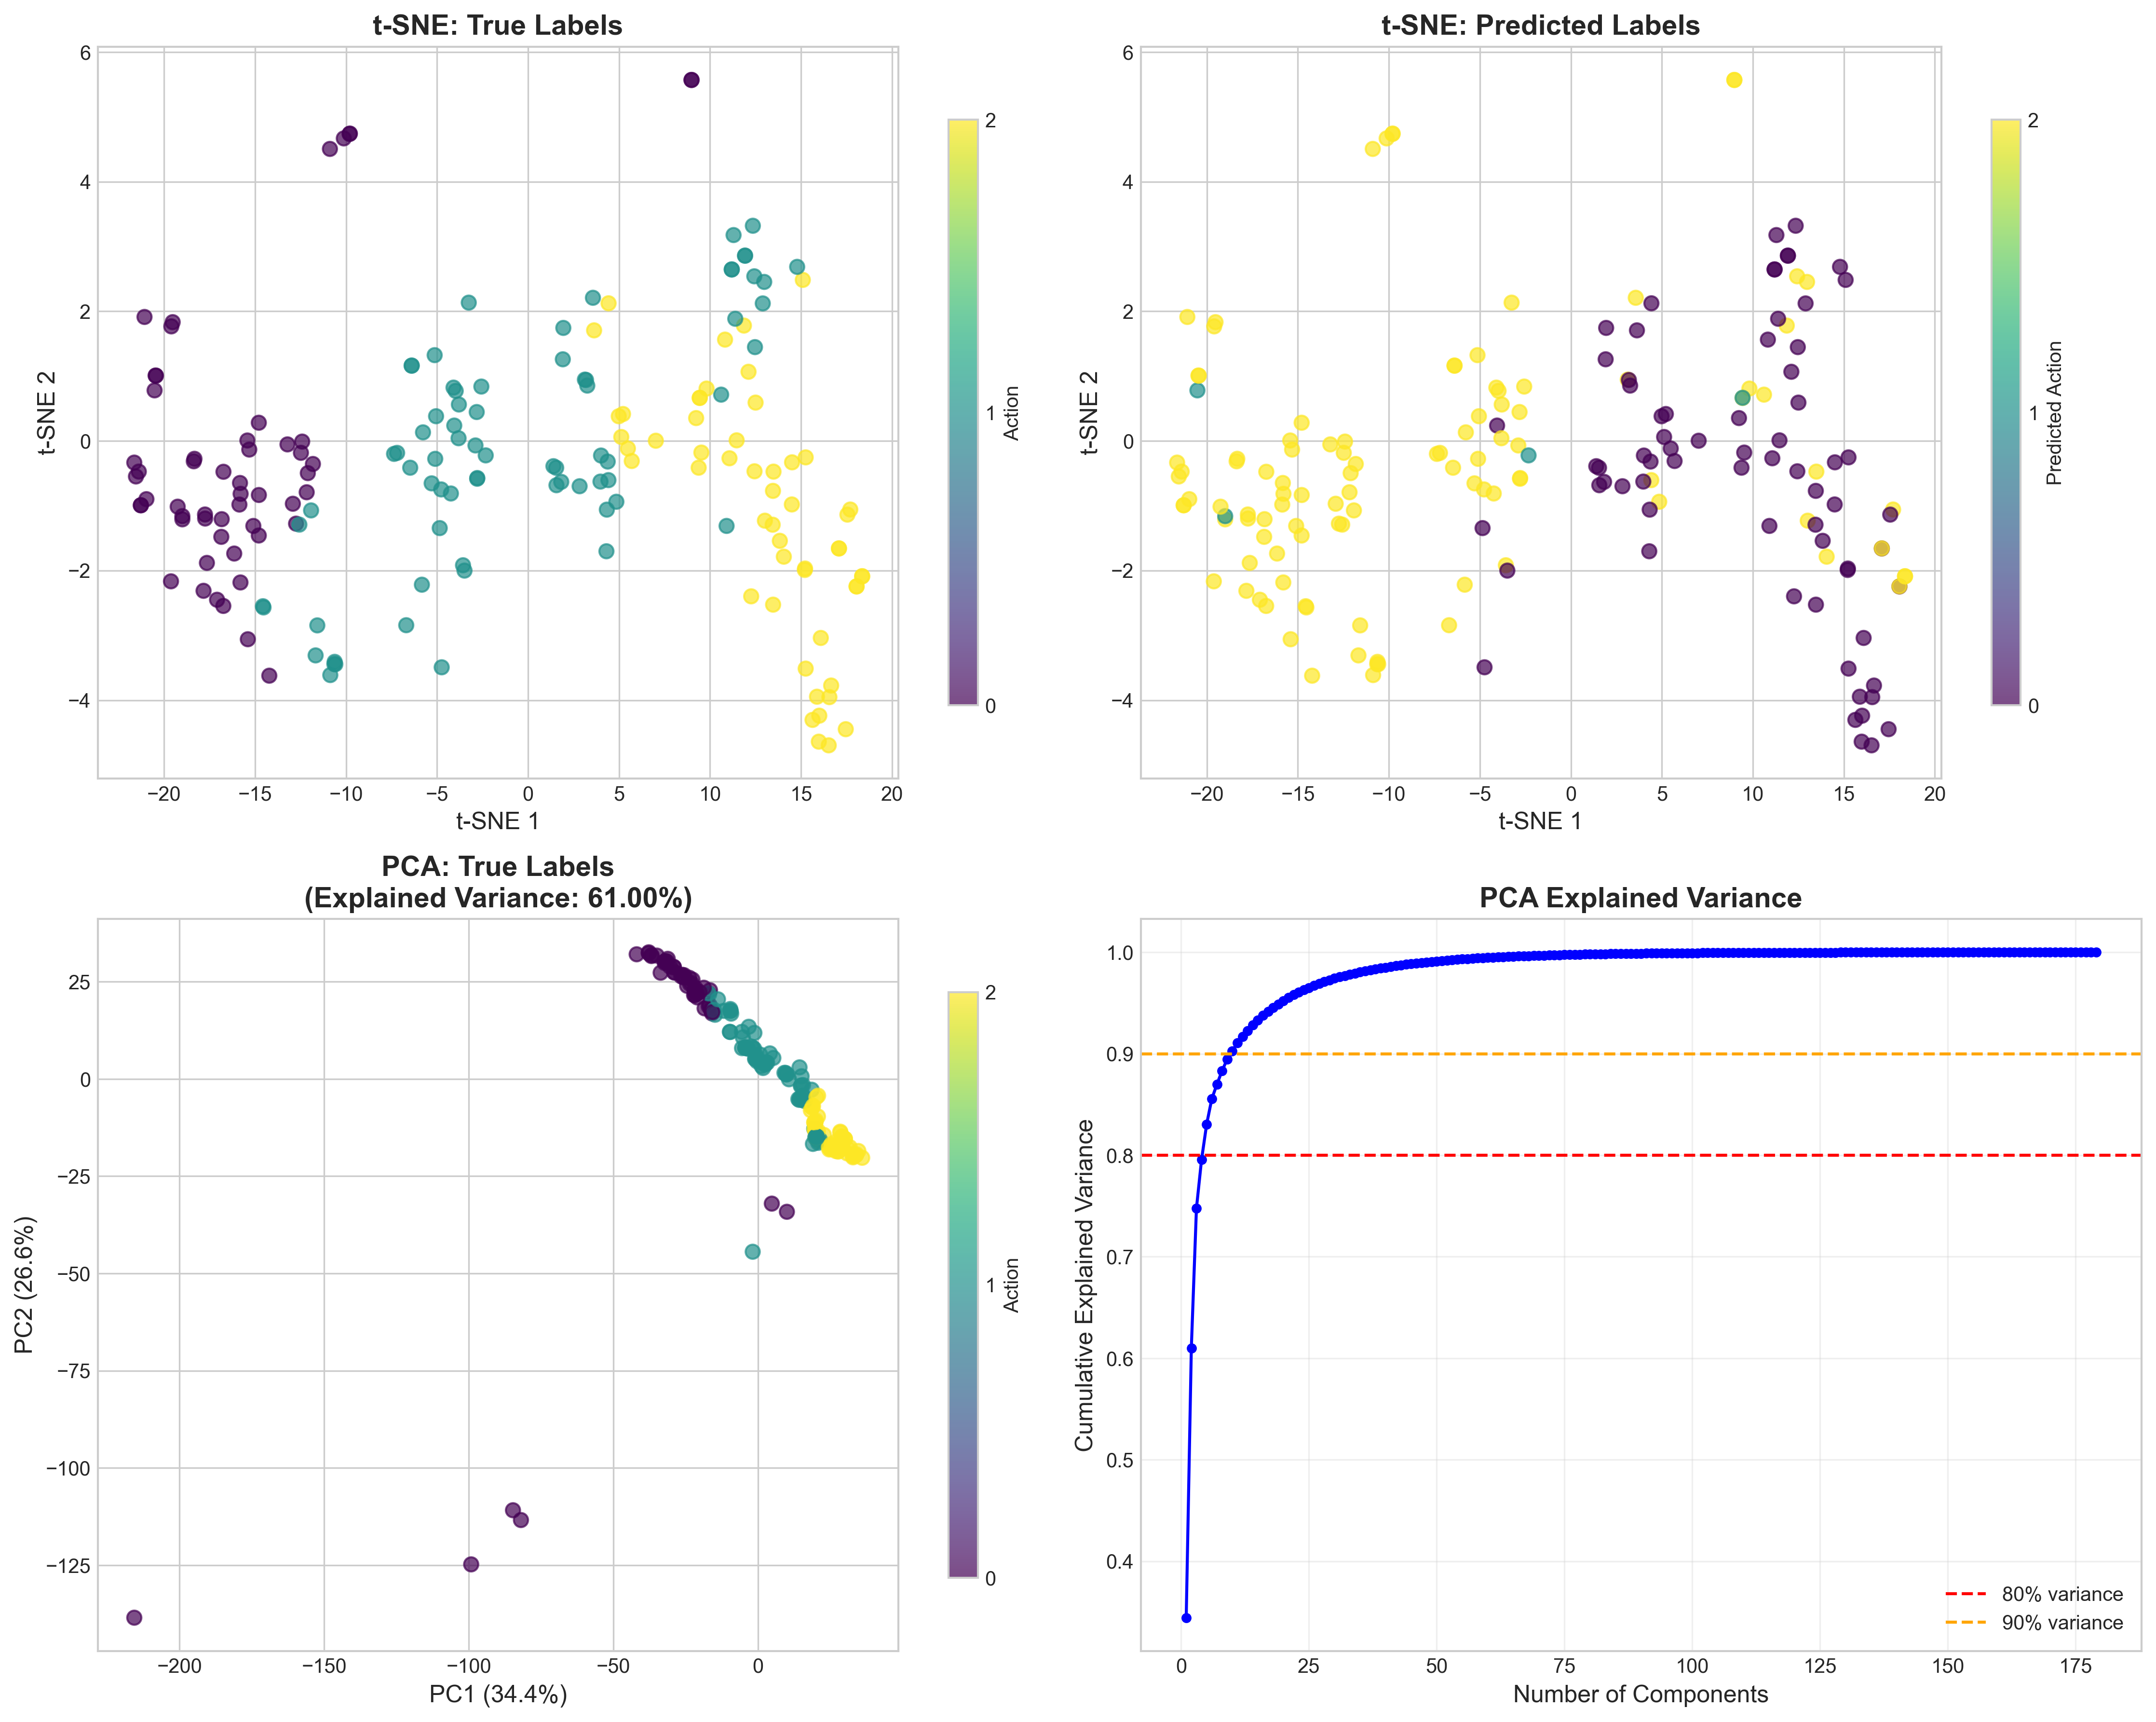 t-SNE: True Labels
6
4
2
0
−2
−4
t-SNE 2
−20 −15 −10 −5 0 5 10 15 20
t-SNE 1
2
1
0
Action
t-SNE: Predicted Labels
6
4
2
0
−2
−4
t-SNE 2
−20 −15 −10 −5 0 5 10 15 20
t-SNE 1
2
1
0
Predicted Action
PCA: True Labels
(Explained Variance: 61.00%)
25
0
−25
−50
−75
−100
−125
PC2 (26.6%)
−200 −150 −100 −50 0
PC1 (34.4%)
2
1
0
Action
PCA Explained Variance
1.0
0.9
0.8
0.7
0.6
0.5
0.4
Cumulative Explained Variance
80% variance
90% variance
0 25 50 75 100 125 150 175
Number of Components